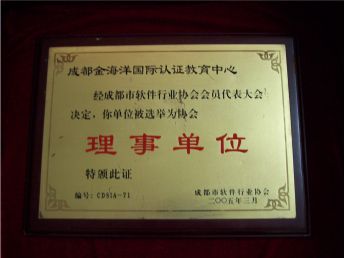 成都金海洋国际认证教育中心
经成都市软件行业协会会员代表大会
决定，你单位被选举为协会
理事单位
特颁此证
编号：CDSIA-71
成都市软件行业协会
二〇〇五年三月